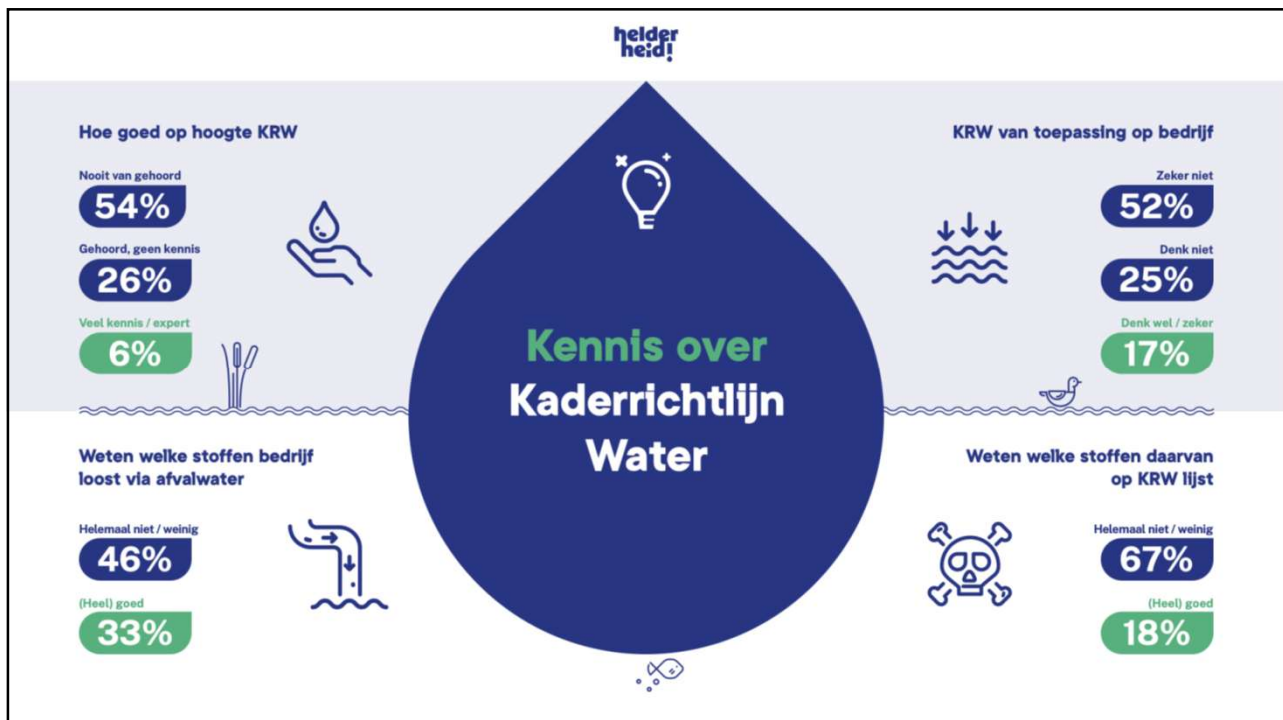 helder
heid!
Hoe goed op hoogte KRW
Nooit van gehoord
54%
Gehoord, geen kennis
26%
Veel kennis / expert
6%
KRW van toepassing op bedrijf
Zeker niet
52%
Denk niet
25%
Denk wel / zeker
17%
Kennis over
Kaderrichtlijn
Water
Weten welke stoffen bedrijf
loost via afvalwater
Helemaal niet / weinig
46%
(Heel) goed
33%
Weten welke stoffen daarvan
op KRW lijst
Helemaal niet / weinig
67%
(Heel) goed
18%